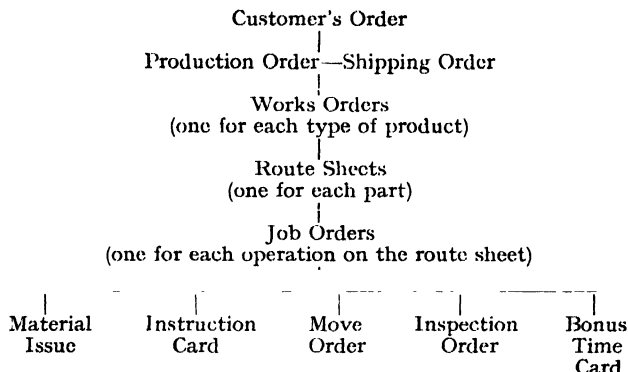 Customer's Order
Production Order—Shipping Order
Works Orders
(one for each type of product)
Route Sheets
(one for each part)
Job Orders
(one for each operation on the route sheet)
Material Instruction Move Inspection Bonus
Issue Card Order Order Time
Card